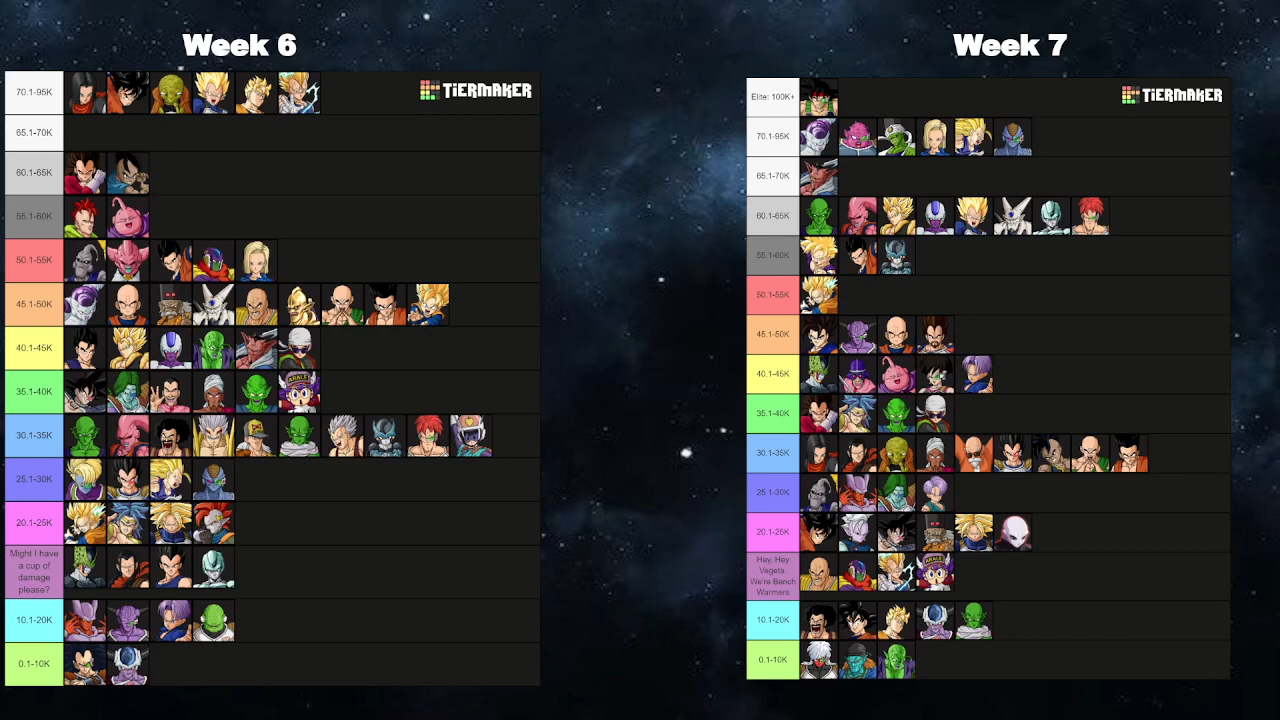 Week 6
Week 7
70.1-95K
TiERMAKER
65.1-70K
60.1-65K
55.1-60K
50.1-55K
45.1-50K
40.1-45K
35.1-40K
ARALE
30.1-35K
25.1-30K
20.1-25K
Might I have
a cup of
damage
please?
10.1-20K
0.1-10K
Elite: 100K+
TiERMAKER
70.1-95K
65.1-70K
60.1-65K
55.1-60K
50.1-55K
45.1-50K
40.1-45K
35.1-40K
30.1-35K
25.1-30K
20.1-25K
Hey, Hey
Vegeta.
We're Bench
Warmers
ARALE
10.1-20K
0.1-10K